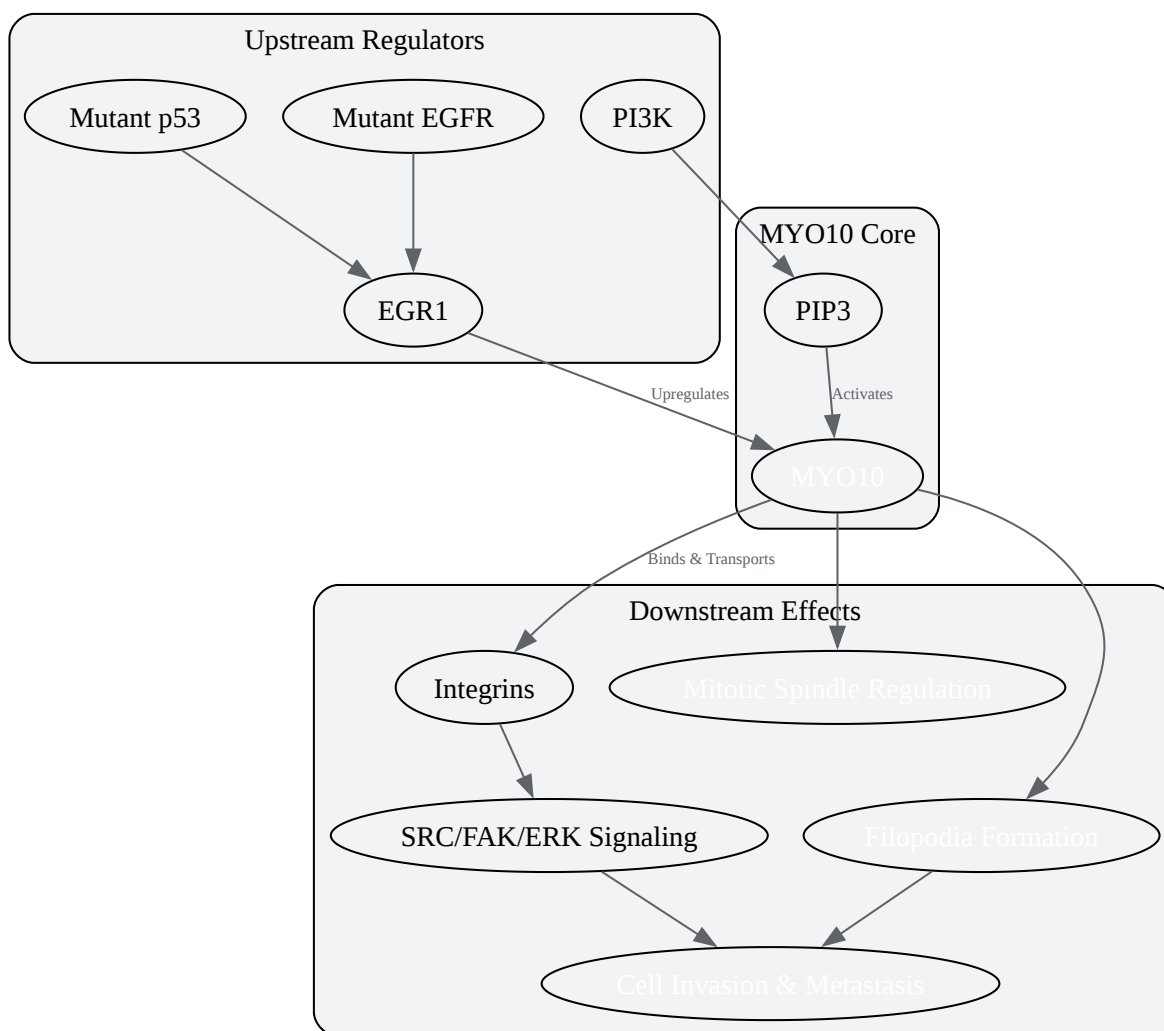 Upstream Regulators
Mutant p53
Mutant EGFR
PI3K
MYO10 Core
EGR1
PIP3
Upregulates
Activates
MYO10
Binds & Transports
Downstream Effects
Integrins
Mitotic Spindle Regulation
SRC/FAK/ERK Signaling
Filopodia Formation
Cell Invasion & Metastasis